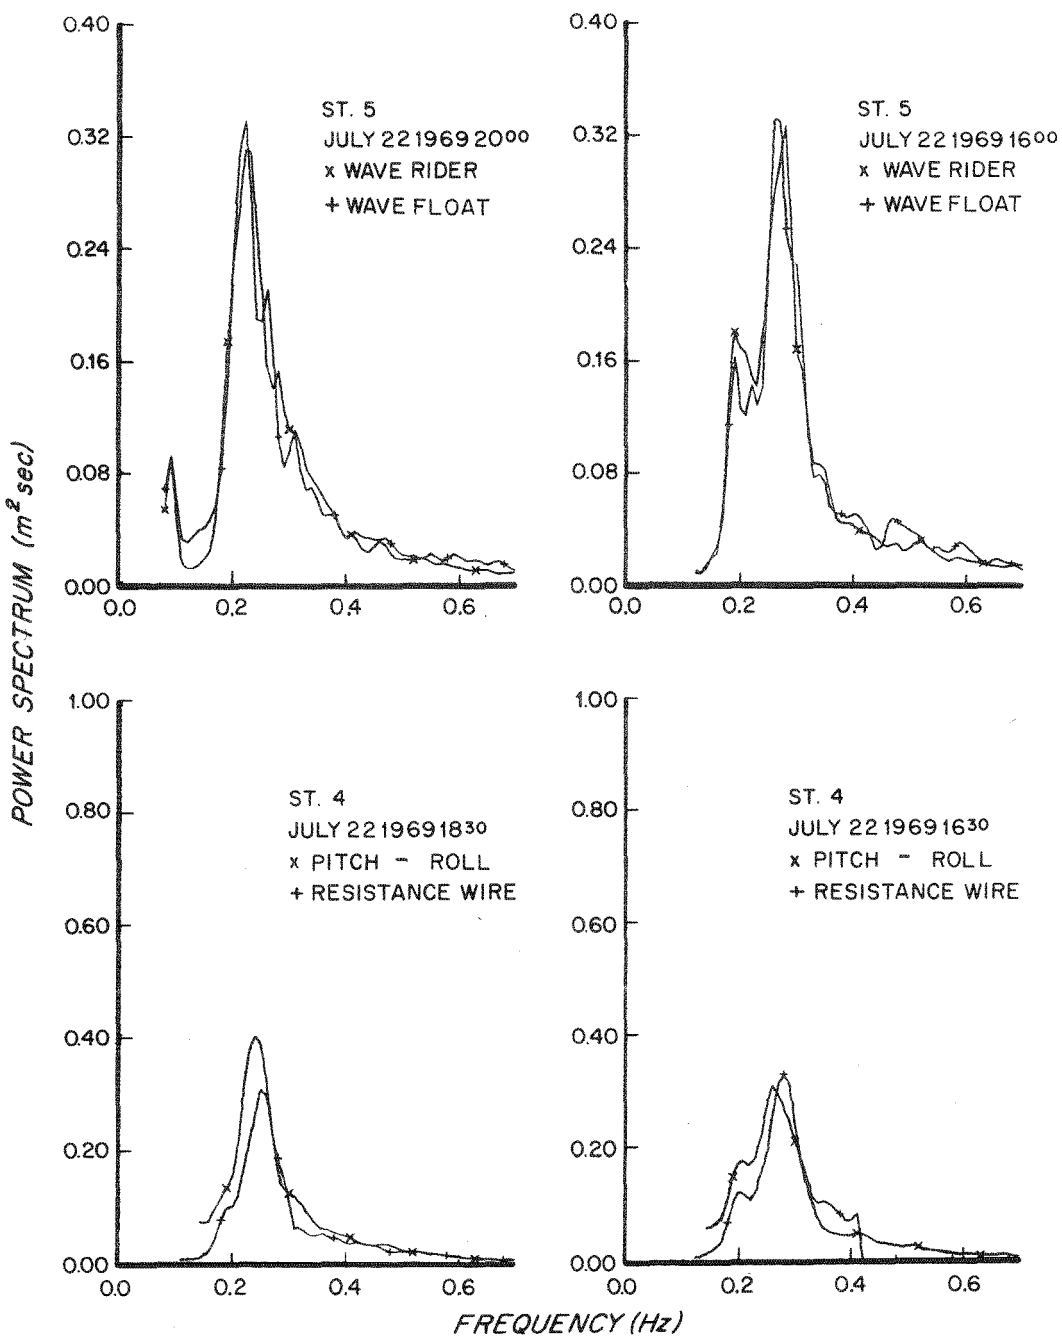 POWER SPECTRUM (m² sec)
0.40
0.32
0.24
0.16
0.08
0.00
0.0 0.2 0.4 0.6
ST. 5
JULY 22 1969 20⁰⁰
x WAVE RIDER
+ WAVE FLOAT
0.40
0.32
0.24
0.16
0.08
0.00
0.0 0.2 0.4 0.6
ST. 5
JULY 22 1969 16⁰⁰
x WAVE RIDER
+ WAVE FLOAT
1.00
0.80
0.60
0.40
0.20
0.00
0.0 0.2 0.4 0.6
ST. 4
JULY 22 1969 18³⁰
x PITCH - ROLL
+ RESISTANCE WIRE
1.00
0.80
0.60
0.40
0.20
0.00
0.0 0.2 0.4 0.6
ST. 4
JULY 22 1969 16³⁰
x PITCH - ROLL
+ RESISTANCE WIRE
FREQUENCY (Hz)